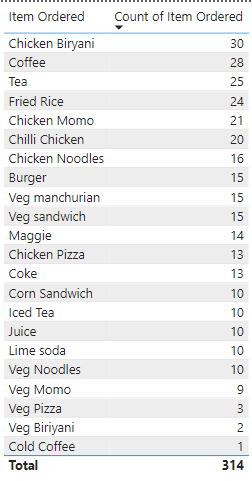 Item Ordered Count of Item Ordered
Chicken Biryani 30
Coffee 28
Tea 25
Fried Rice 24
Chicken Momo 21
Chilli Chicken 20
Chicken Noodles 16
Burger 15
Veg manchurian 15
Veg sandwich 15
Maggie 14
Chicken Pizza 13
Coke 13
Corn Sandwich 10
Iced Tea 10
Juice 10
Lime soda 10
Veg Noodles 10
Veg Momo 9
Veg Pizza 3
Veg Biriyani 2
Cold Coffee 1
Total 314